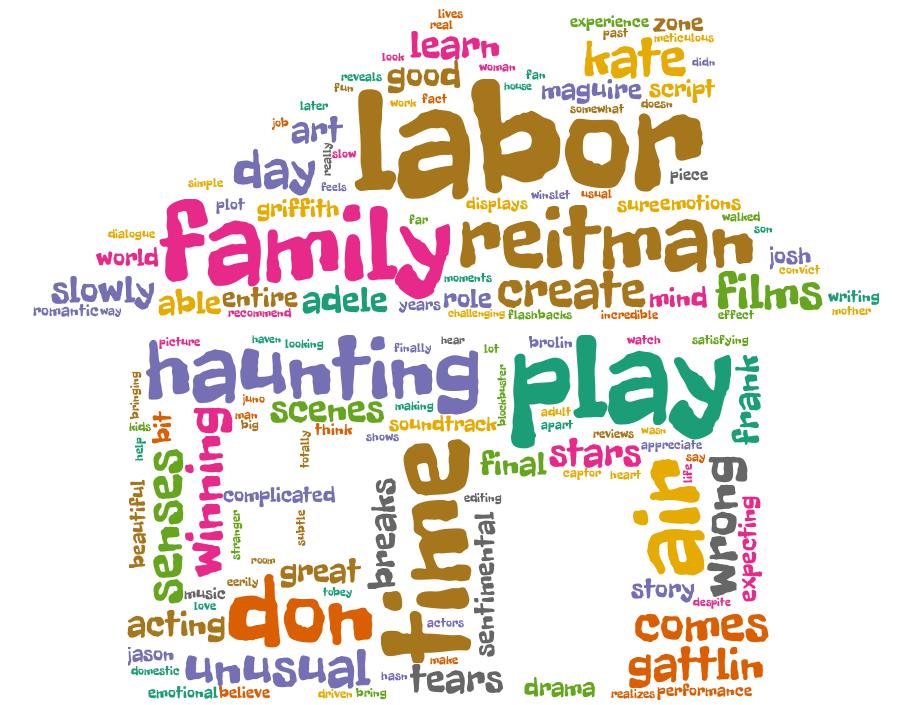 lives
real
experience zone
past meticulous
learn
look
kate
didn
reveals good woman fan
fun house
maguire script
later work fact
somewhat doesn
labor
job art
really slow
day
simple feels
piece
plot griffith
displays winslet usual
sureemotions
far
walked
dialogue
family reitman
son
world
josh
convict
moments
slowly able entire adele years role create mind films writing
romantic way recommend challenging flashbacks incredible effect mother
picture haven looking finally hear lot brolin watch satisfying
haunting play
blockbuster
frank
bringing
juno
man scenes making
adult
kids big
think soundtrack apart reviews wasn
bit
help
winning
totally shows
final stars appreciate
captor heart
say
life
senses
time
air
wrong
beautiful
complicated
breaks
editing
expecting
stranger
subtle
sentimental
room great
eerily
music tobey
story
love
despite
acting don
actors
comes
jason
make
domestic unusual hasn tears
gattlin
emotional believe driven bring drama realizes performance